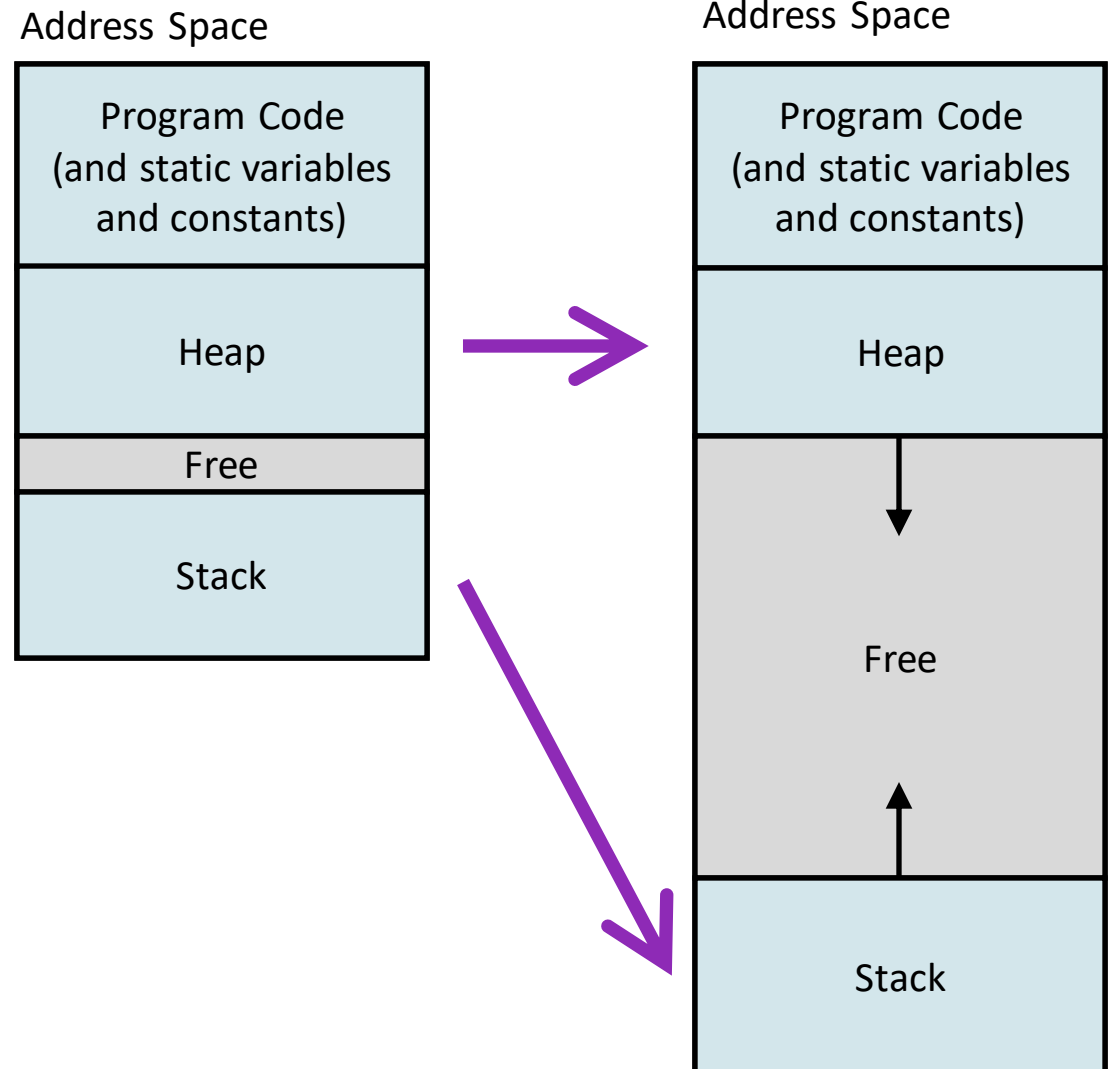 Address Space
Program Code
(and static variables
and constants)
Heap
Free
Stack
Address Space
Program Code
(and static variables
and constants)
Heap
Free
Stack